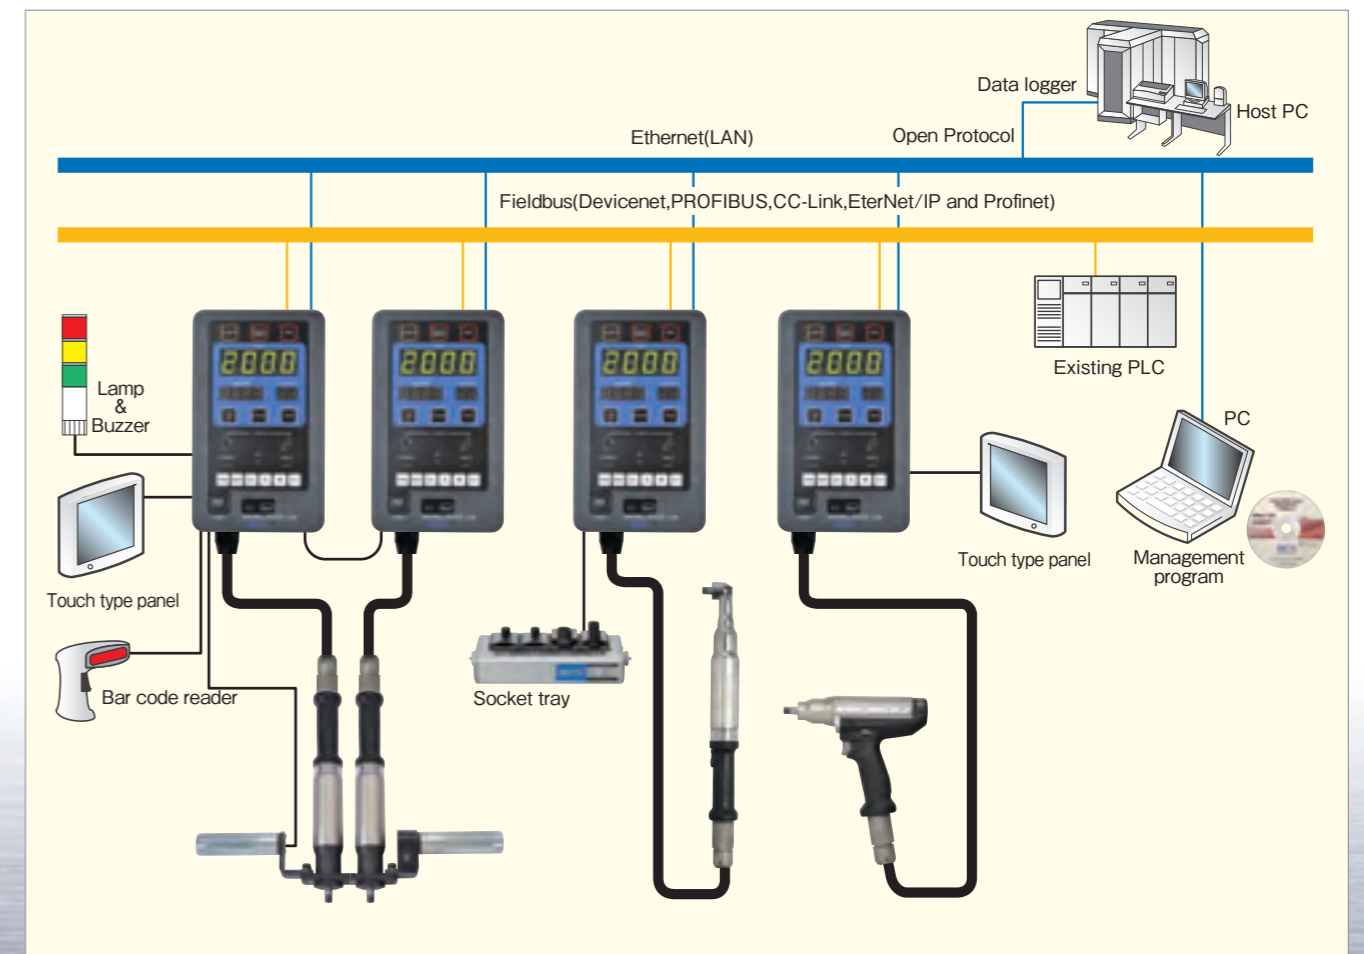 Data logger
Host PC
Open Protocol
Ethernet(LAN)
Fieldbus(Devicenet,PROFIBUS,CC-Link,EterNet/IP and Profinet)
2000
2000
2000
2000
Existing PLC
Lamp
&
Buzzer
PC
Touch type panel
Touch type panel
Management
program
Bar code reader
Socket tray